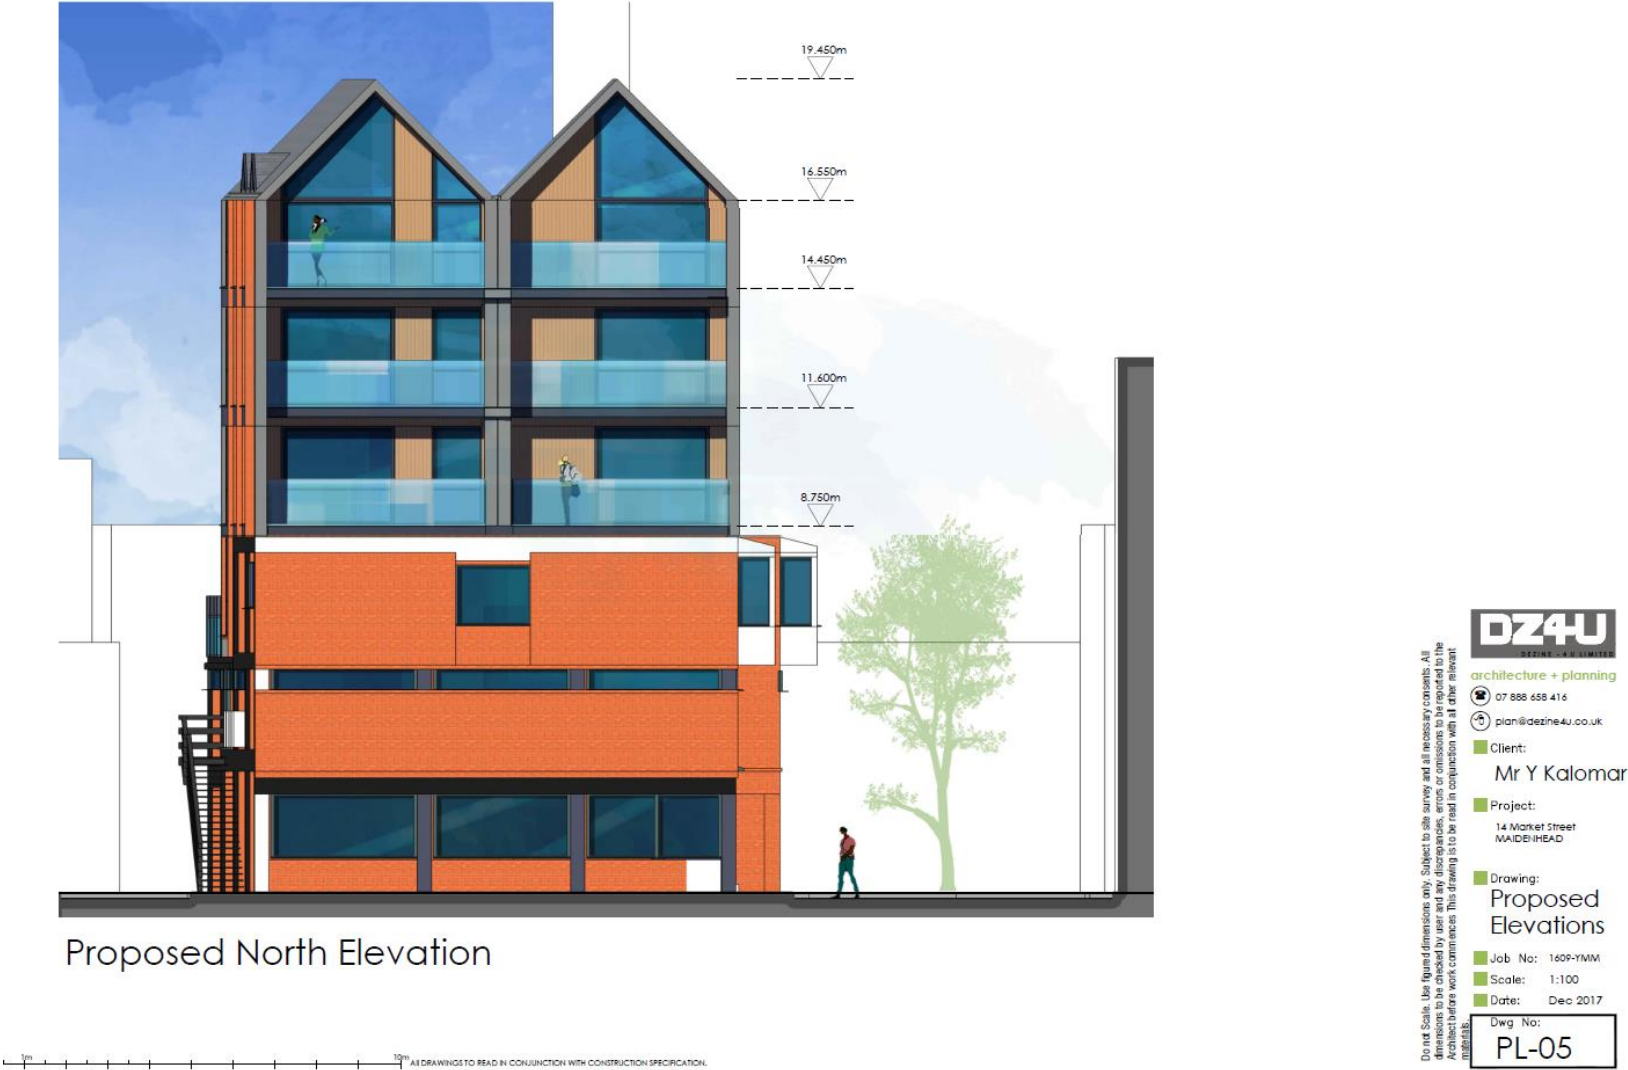 19.450m
16.550m
14.450m
11.600m
8.750m
Proposed North Elevation
1m
10m
All DRAWINGS TO READ IN CONJUNCTION WITH CONSTRUCTION SPECIFICATION.
Do not Scale. Use figured dimensions only. Subject to site survey and all necessary consents. All
dimensions to be checked by user and any discrepancies, errors or omissions to be reported to the
Architect before work commences This drawing is to be read in conjunction with all other relevant
materials.
DZ4U
DEZINE - 4 U LIMITED
architecture + planning
07 888 658 416
plan@dezine4u.co.uk
Client:
Mr Y Kalomar
Project:
14 Market Street
MAIDENHEAD
Drawing:
Proposed
Elevations
Job No: 1609-YMM
Scale: 1:100
Date: Dec 2017
Dwg No:
PL-05